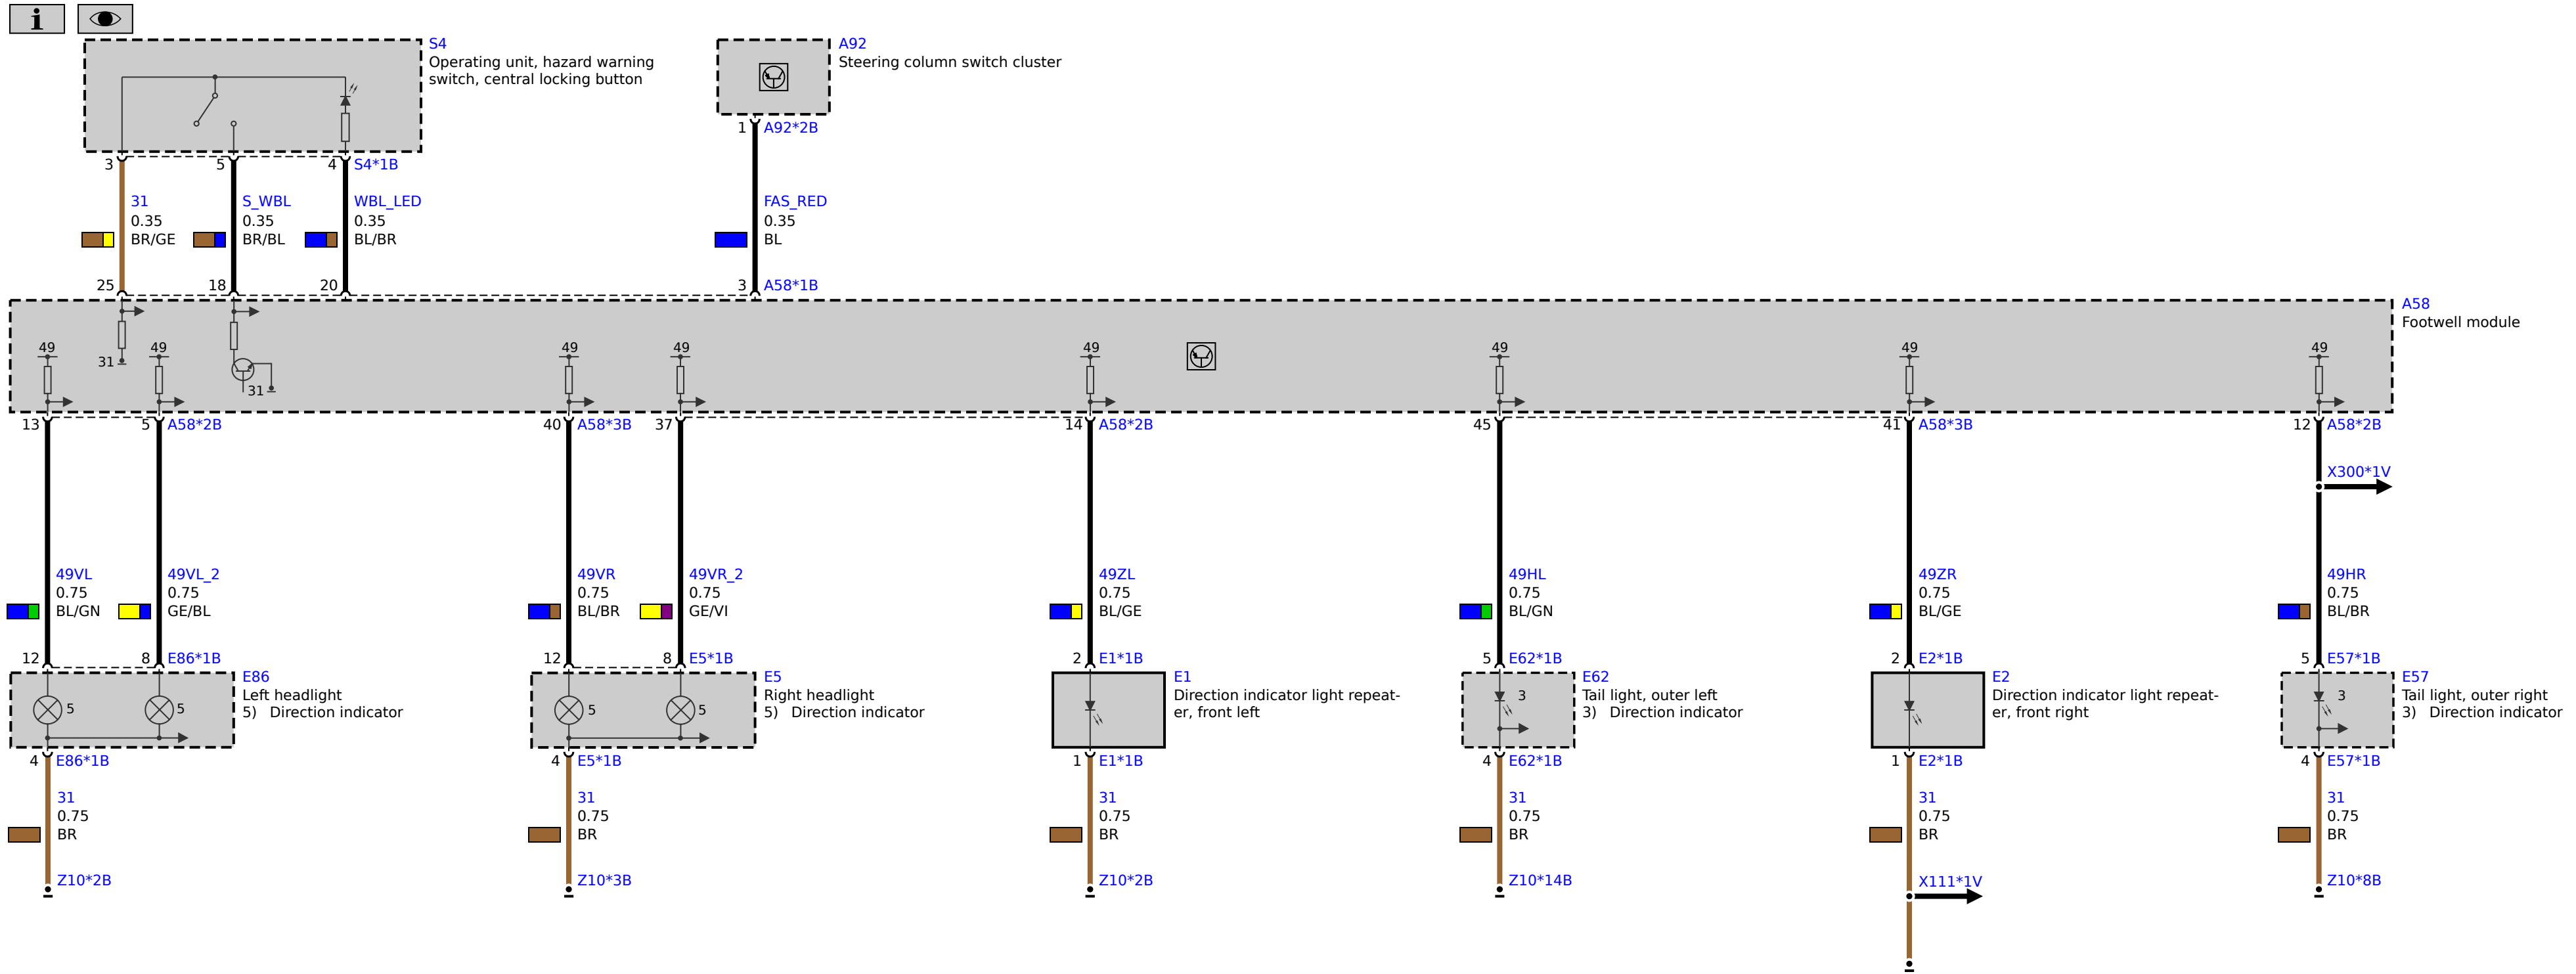 i
S4
Operating unit, hazard warning
switch, central locking button
A92
Steering column switch cluster
3 5 4 S4*1B
1 A92*2B
31 S_WBL WBL_LED FAS_RED
0.35 0.35 0.35 0.35
BR/GE BR/BL BL/BR BL
25 18 20 3 A58*1B
A58
Footwell module
49 49 49 49 49 49 49 49
31
31
13 5 A58*2B 40 A58*3B 37 14 A58*2B 45 41 A58*3B 12 A58*2B
X300*1V
49VL 49VL_2 49VR 49VR_2 49ZL 49HL 49ZR 49HR
0.75 0.75 0.75 0.75 0.75 0.75 0.75 0.75
BL/GN GE/BL BL/BR GE/VI BL/GE BL/GN BL/GE BL/BR
12 8 E86*1B 12 8 E5*1B 2 E1*1B 5 E62*1B 2 E2*1B 5 E57*1B
5 5
E86
Left headlight
5) Direction indicator
5 5
E5
Right headlight
5) Direction indicator
E1
Direction indicator light repeat-
er, front left
3
E62
Tail light, outer left
3) Direction indicator
E2
Direction indicator light repeat-
er, front right
3
E57
Tail light, outer right
3) Direction indicator
4 E86*1B 4 E5*1B 1 E1*1B 4 E62*1B 1 E2*1B 4 E57*1B
31 31 31 31 31 31
0.75 0.75 0.75 0.75 0.75 0.75
BR BR BR BR BR BR
Z10*2B Z10*3B Z10*2B Z10*14B X111*1V Z10*8B